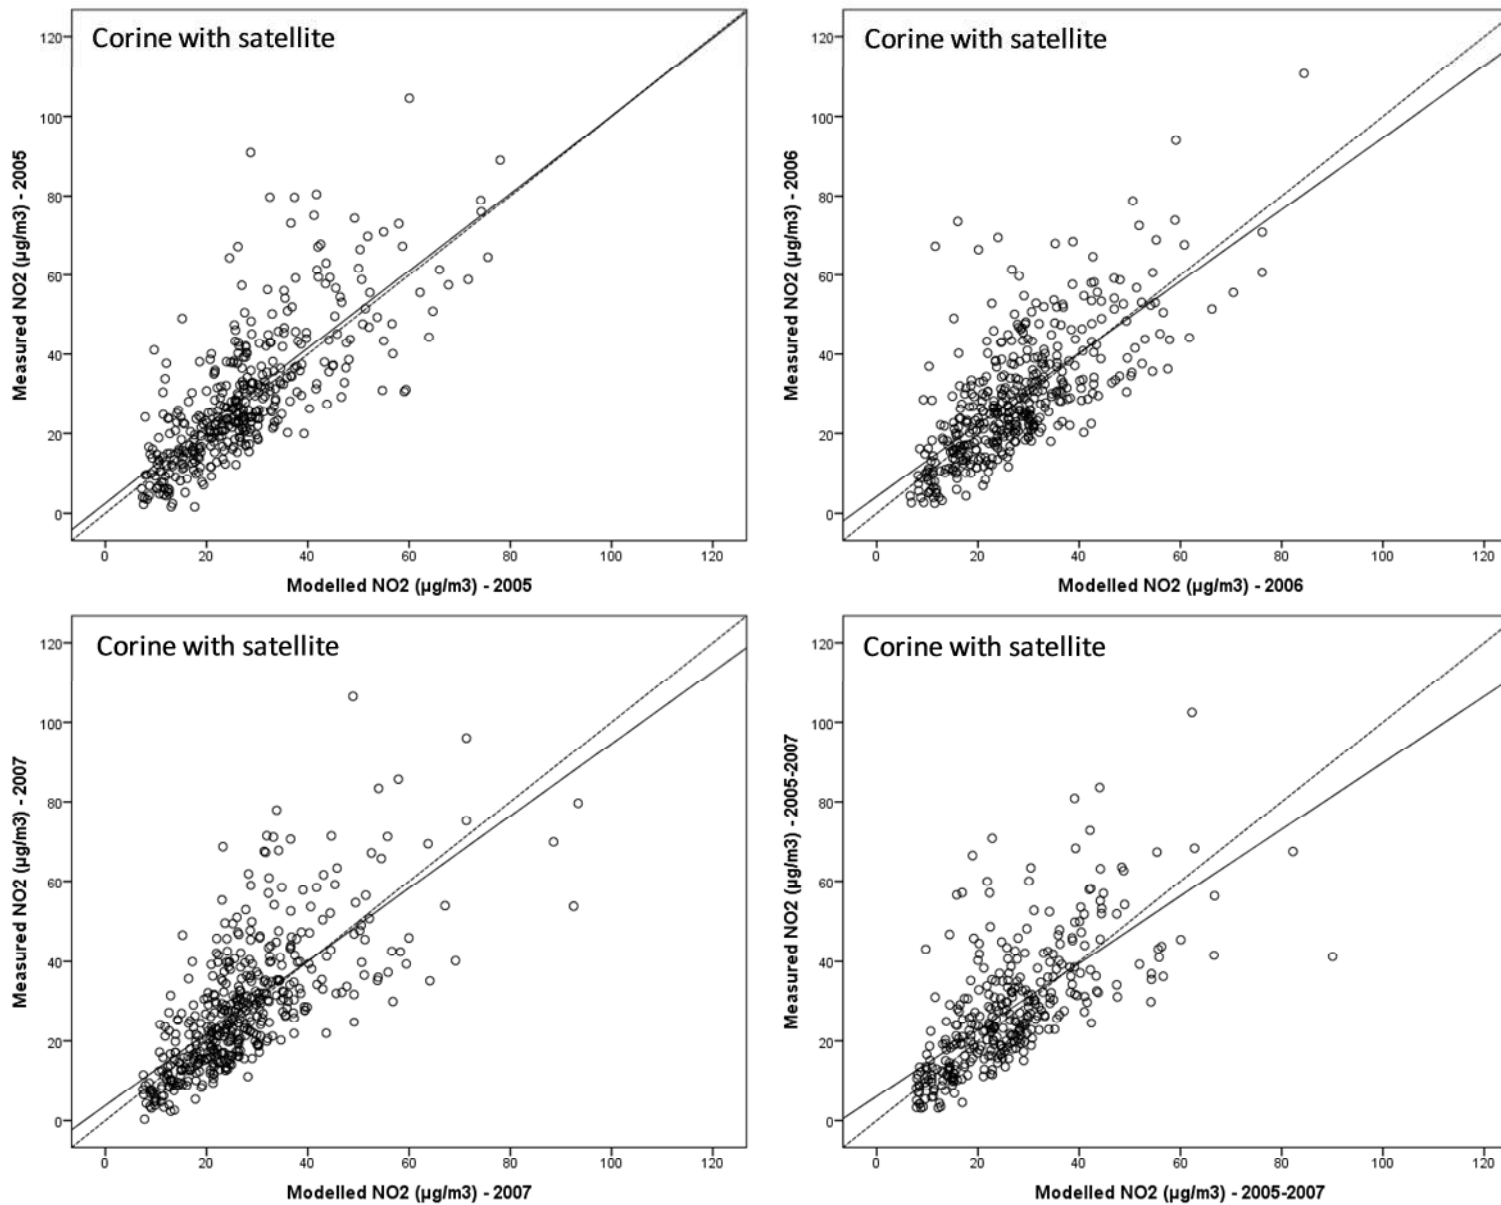 Corine with satellite
120
100
80
60
40
20
0
Measured NO2 (µg/m3) - 2005
0 20 40 60 80 100 120
Modelled NO2 (µg/m3) - 2005
Corine with satellite
120
100
80
60
40
20
0
Measured NO2 (µg/m3) - 2006
0 20 40 60 80 100 120
Modelled NO2 (µg/m3) - 2006
Corine with satellite
120
100
80
60
40
20
0
Measured NO2 (µg/m3) - 2007
0 20 40 60 80 100 120
Modelled NO2 (µg/m3) - 2007
Corine with satellite
120
100
80
60
40
20
0
Measured NO2 (µg/m3) - 2005-2007
0 20 40 60 80 100 120
Modelled NO2 (µg/m3) - 2005-2007